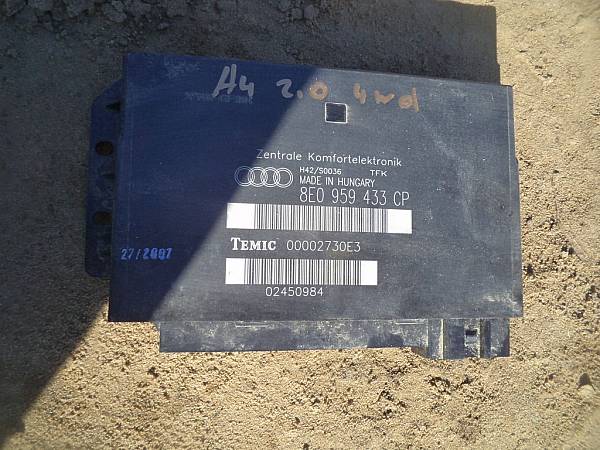 A4 2.0 4wd
Zentrale Komfortelektronik
H42/S0036 TFK
MADE IN HUNGARY
8E0 959 433 CP
TEMIC 00002730E3
27/2007
02450984